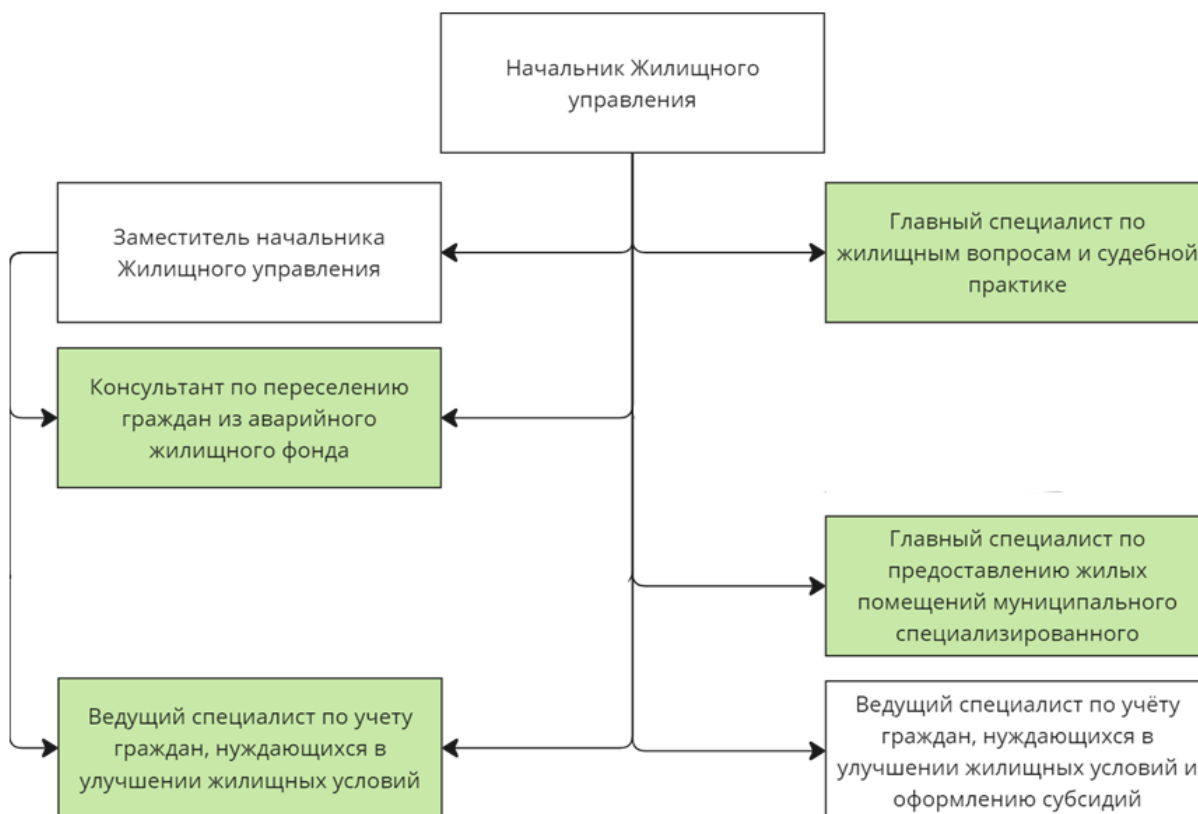 Начальник Жилищного
управления
Заместитель начальника
Жилищного управления
Главный специалист по
жилищным вопросам и судебной
практике
Консультант по переселению
граждан из аварийного
жилищного фонда
Главный специалист по
предоставлению жилых
помещений муниципального
специализированного
Ведущий специалист по учету
граждан, нуждающихся в
улучшении жилищных условий
Ведущий специалист по учёту
граждан, нуждающихся в
улучшении жилищных условий и
оформлению субсидий